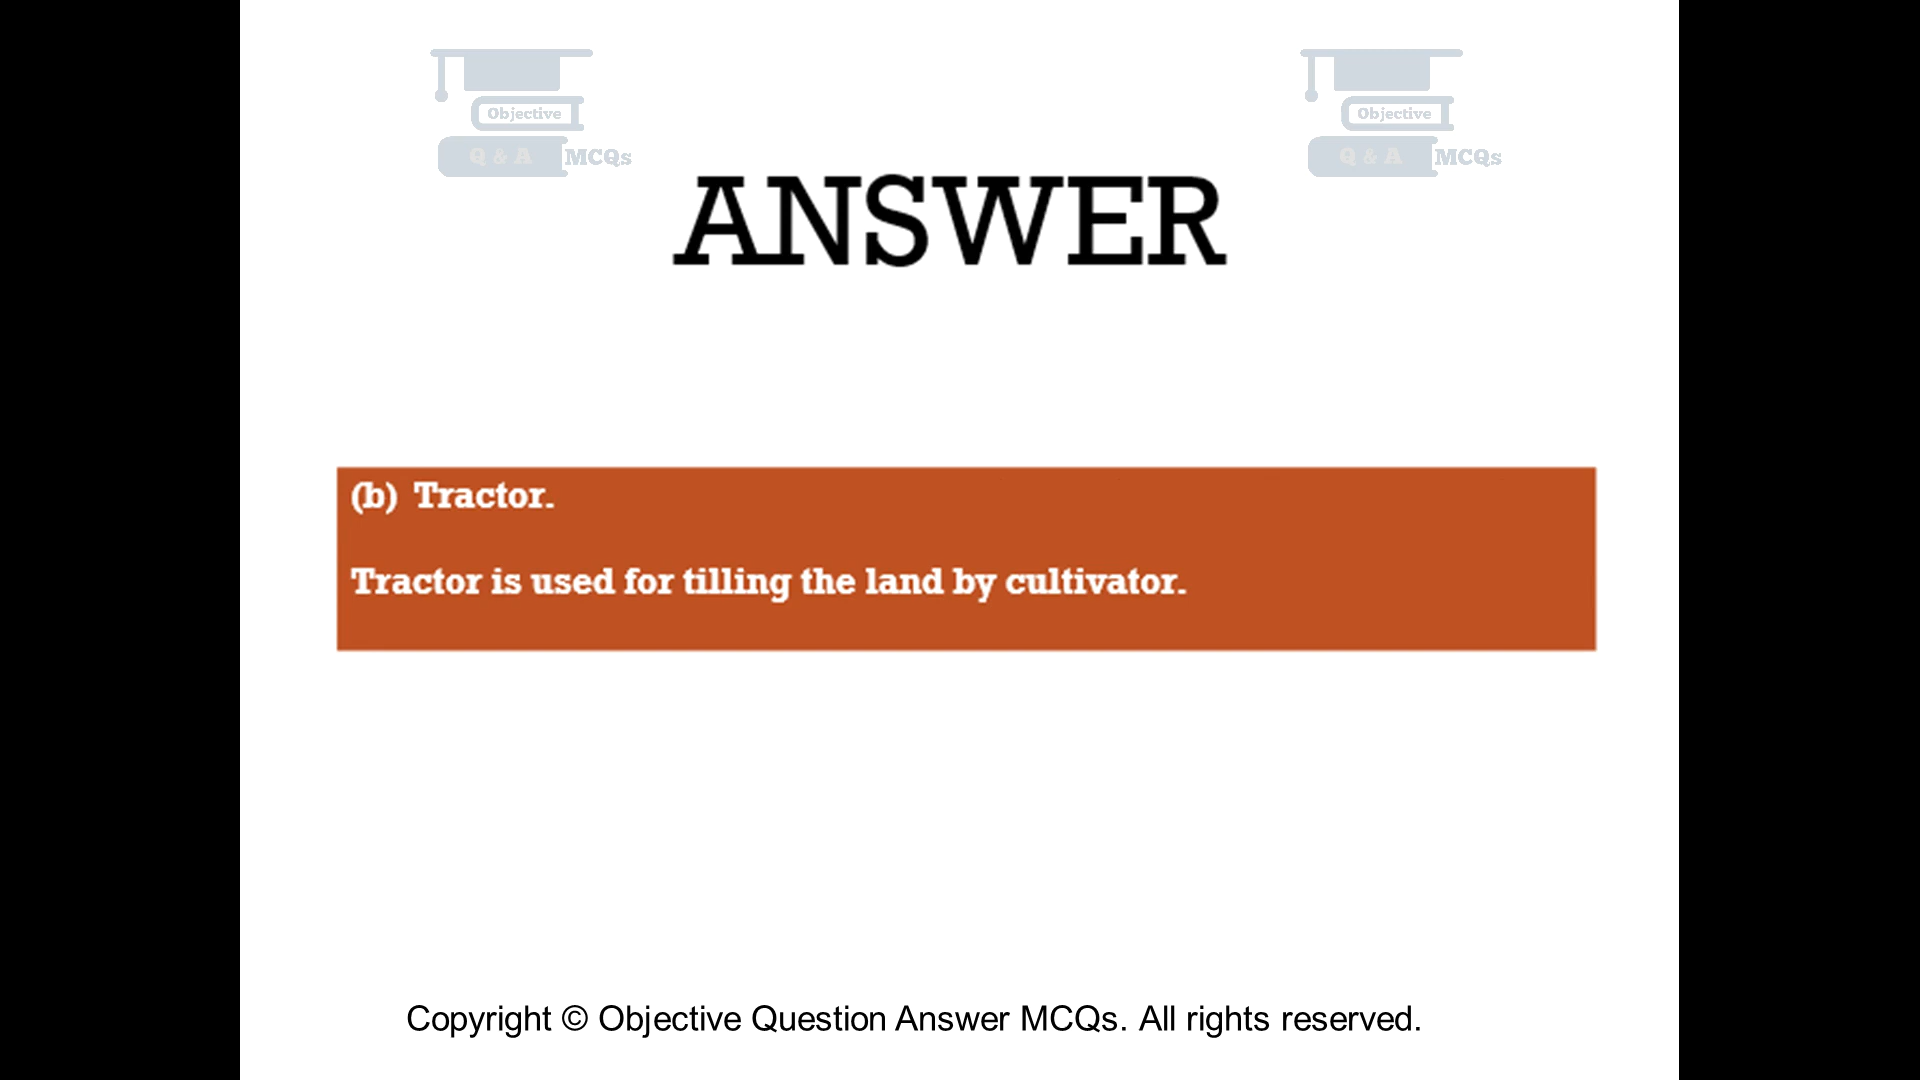 Objective
Q & A MCQs
Objective
Q & A MCQs
ANSWER
(b) Tractor.
Tractor is used for tilling the land by cultivator.
Copyright © Objective Question Answer MCQs. All rights reserved.